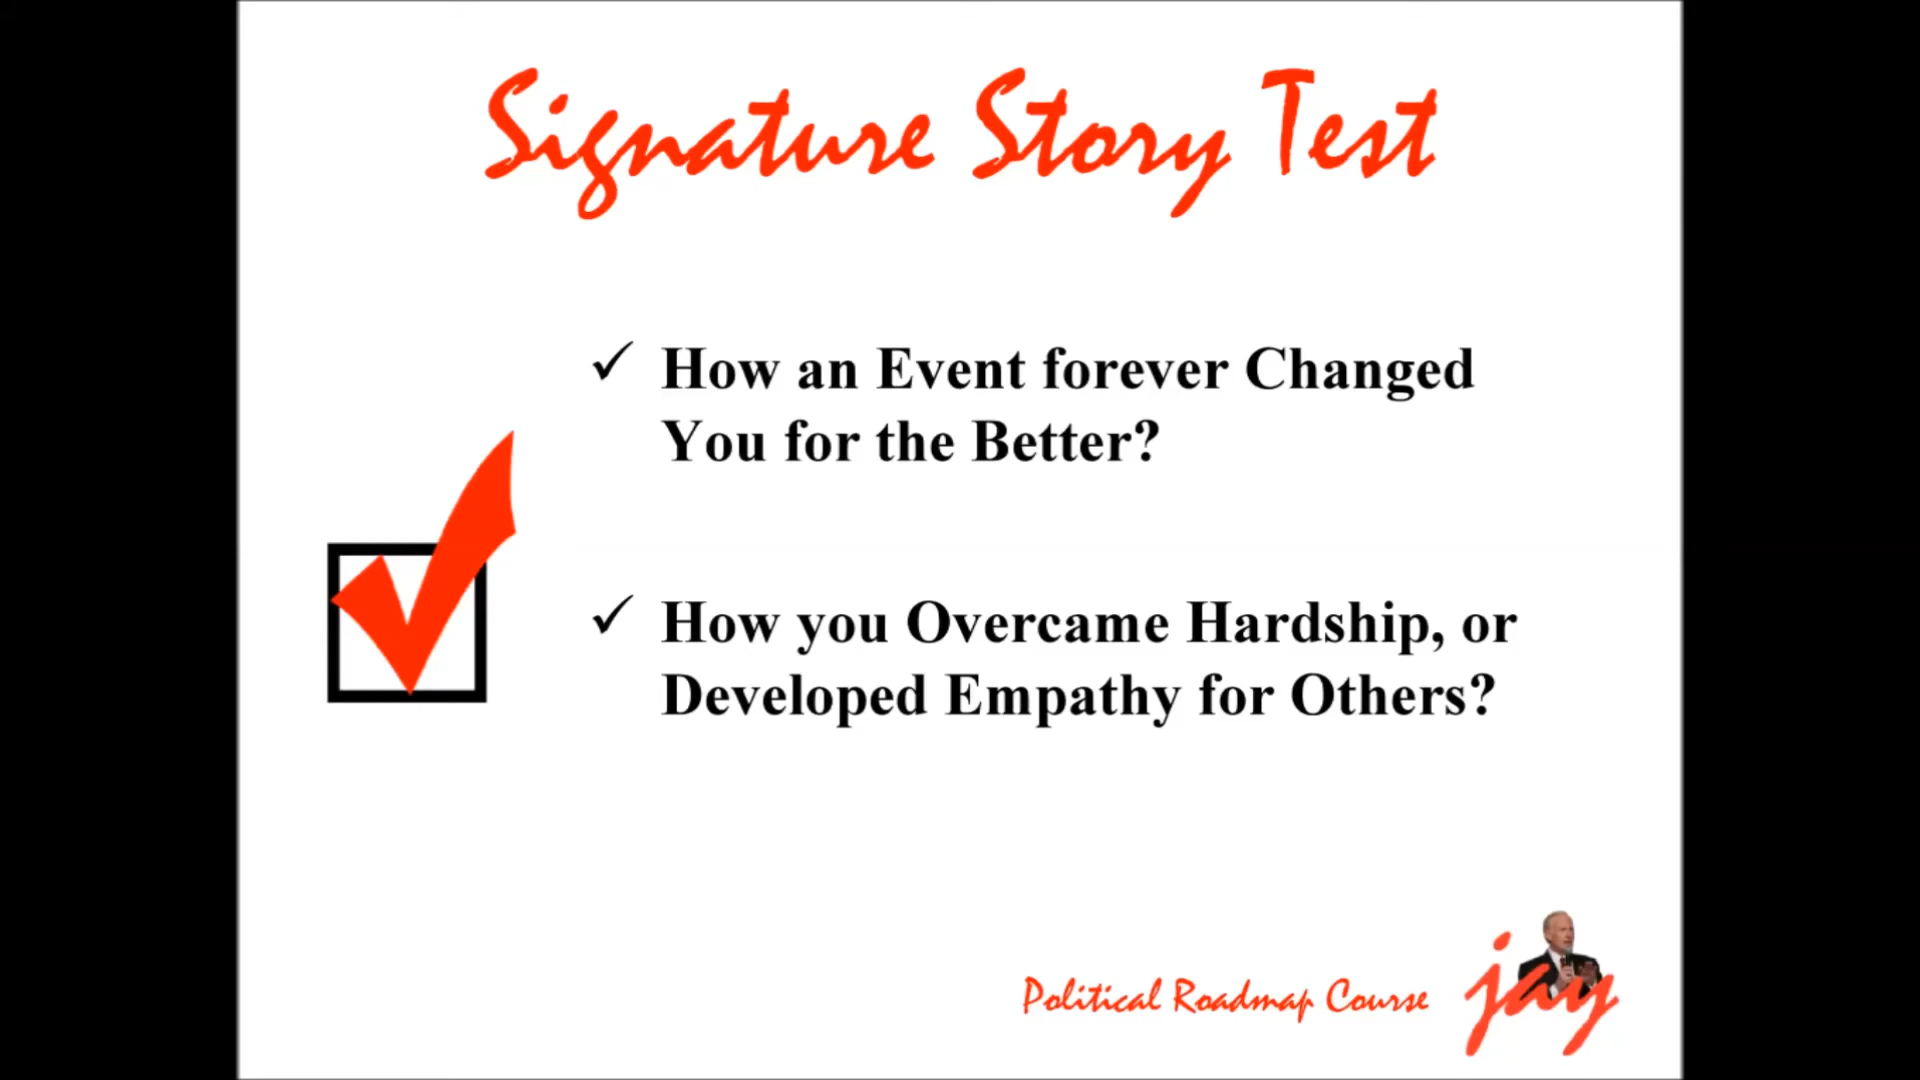 Signature Story Test
✓ How an Event forever Changed
You for the Better?
✓ How you Overcame Hardship, or
Developed Empathy for Others?
Political Roadmap Course
jay